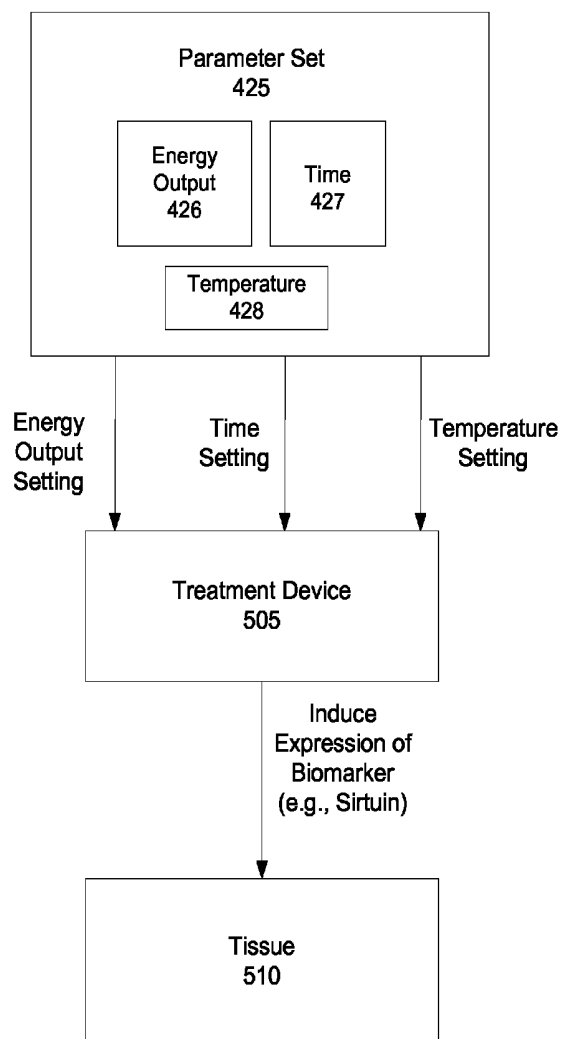 Parameter Set
425
Energy
Output
426
Time
427
Temperature
428
Energy
Output
Setting
Time
Setting
Temperature
Setting
Treatment Device
505
Induce
Expression of
Biomarker
(e.g., Sirtuin)
Tissue
510